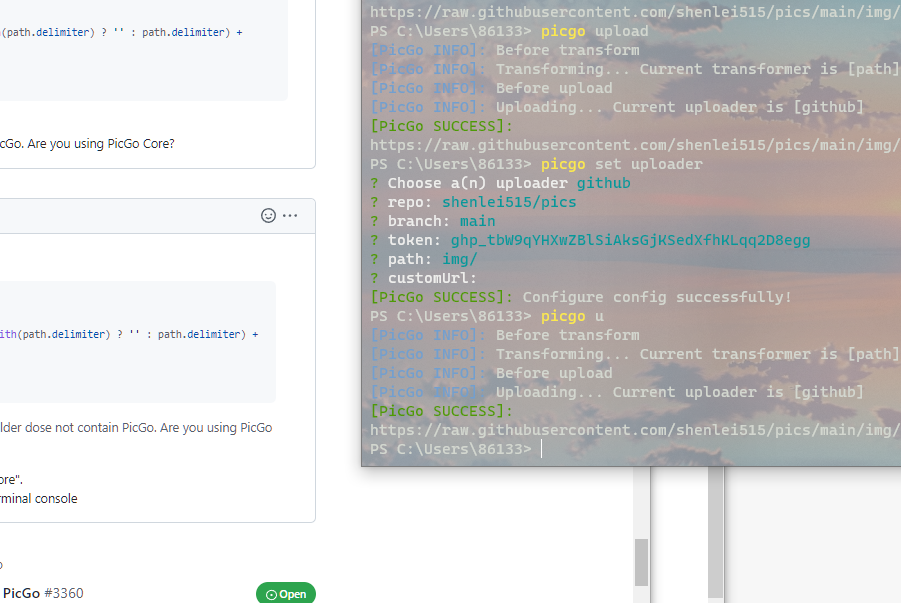 (path.delimiter) ? '' : path.delimiter) +
cGo. Are you using PicGo Core?
ith(path.delimiter) ? '' : path.delimiter) +
lder dose not contain PicGo. Are you using PicGo
ore".
rminal console
PicGo #3360
Open
https://raw.githubusercontent.com/shenlei515/pics/main/img/
PS C:\Users\86133> picgo upload
[PicGo INFO]: Before transform
[PicGo INFO]: Transforming... Current transformer is [path]
[PicGo INFO]: Before upload
[PicGo INFO]: Uploading... Current uploader is [github]
[PicGo SUCCESS]:
https://raw.githubusercontent.com/shenlei515/pics/main/img/
PS C:\Users\86133> picgo set uploader
? Choose a(n) uploader github
? repo: shenlei515/pics
? branch: main
? token: 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
? path: img/
? customUrl:
[PicGo SUCCESS]: Configure config successfully!
PS C:\Users\86133> picgo u
[PicGo INFO]: Before transform
[PicGo INFO]: Transforming... Current transformer is [path]
[PicGo INFO]: Before upload
[PicGo INFO]: Uploading... Current uploader is [github]
[PicGo SUCCESS]:
https://raw.githubusercontent.com/shenlei515/pics/main/img/
PS C:\Users\86133>